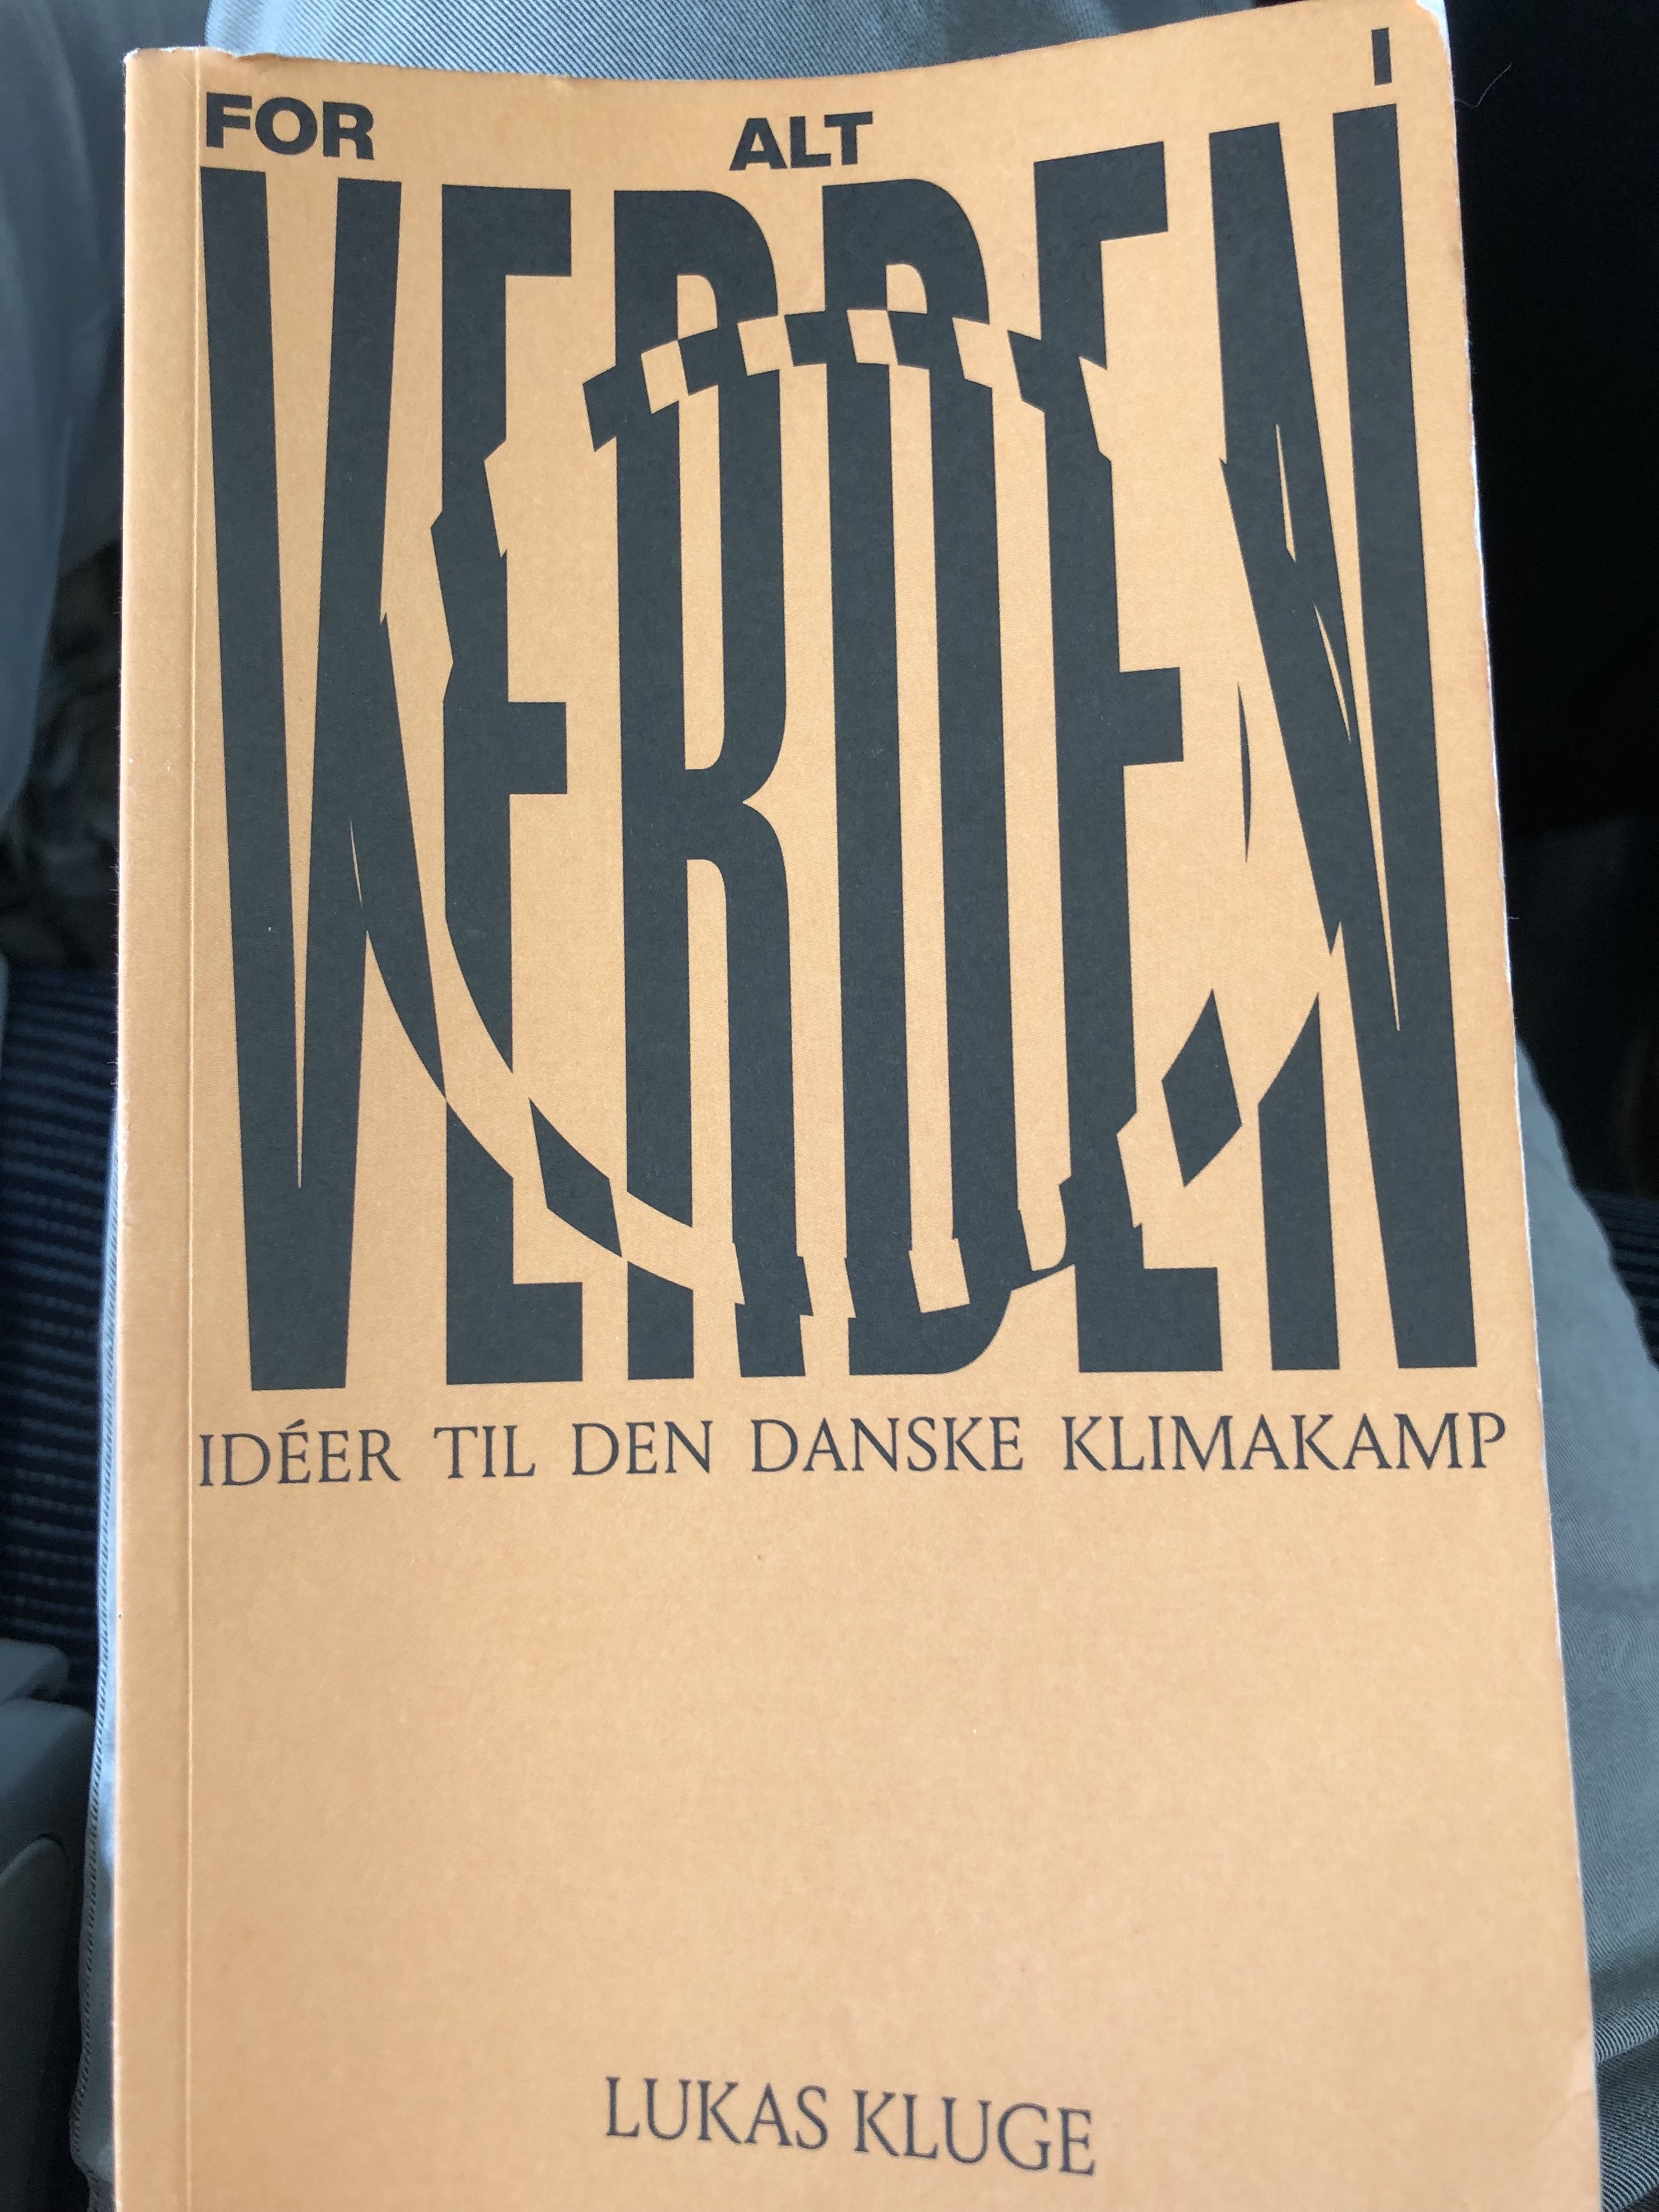 FOR ALT I
VERDEN
IDÉER TIL DEN DANSKE KLIMAKAMP
LUKAS KLUGE